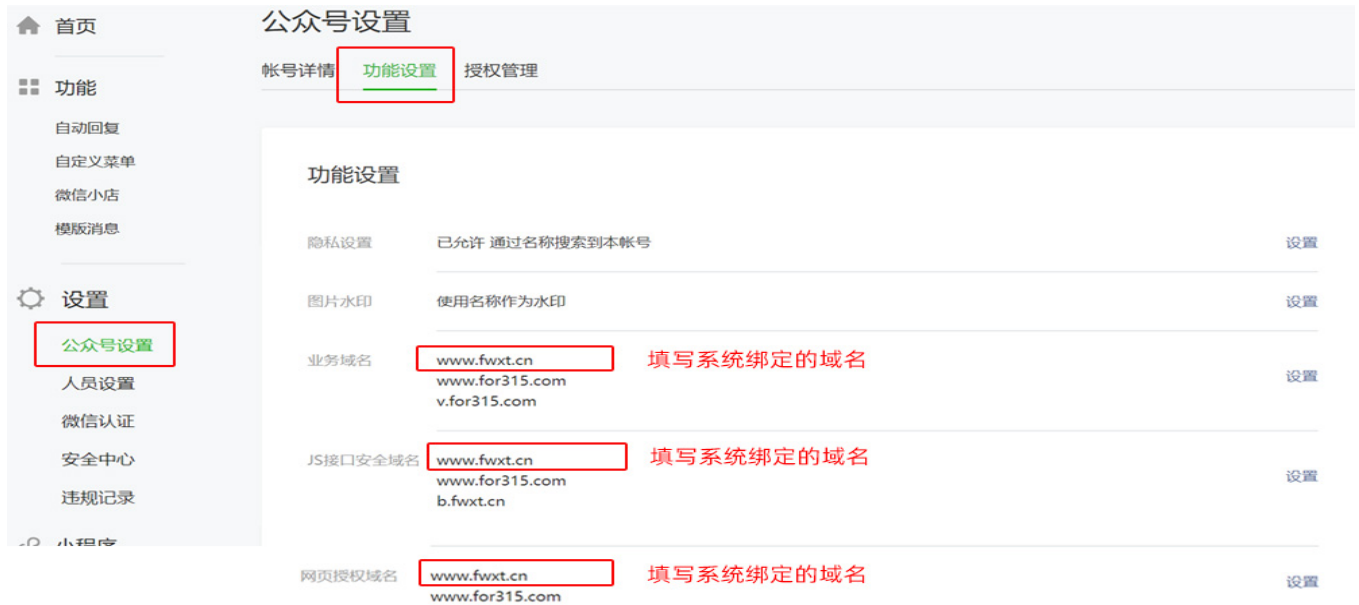 首页
功能
自动回复
自定义菜单
微信小店
模版消息
设置
公众号设置
人员设置
微信认证
安全中心
违规记录
小程序
公众号设置
帐号详情 功能设置 授权管理
功能设置
隐私设置 已允许 通过名称搜索到本帐号 设置
图片水印 使用名称作为水印 设置
业务域名 www.fwxt.cn 填写系统绑定的域名
www.for315.com 设置
v.for315.com
JS接口安全域名 www.fwxt.cn 填写系统绑定的域名
www.for315.com 设置
b.fwxt.cn
网页授权域名 www.fwxt.cn 填写系统绑定的域名 设置
www.for315.com